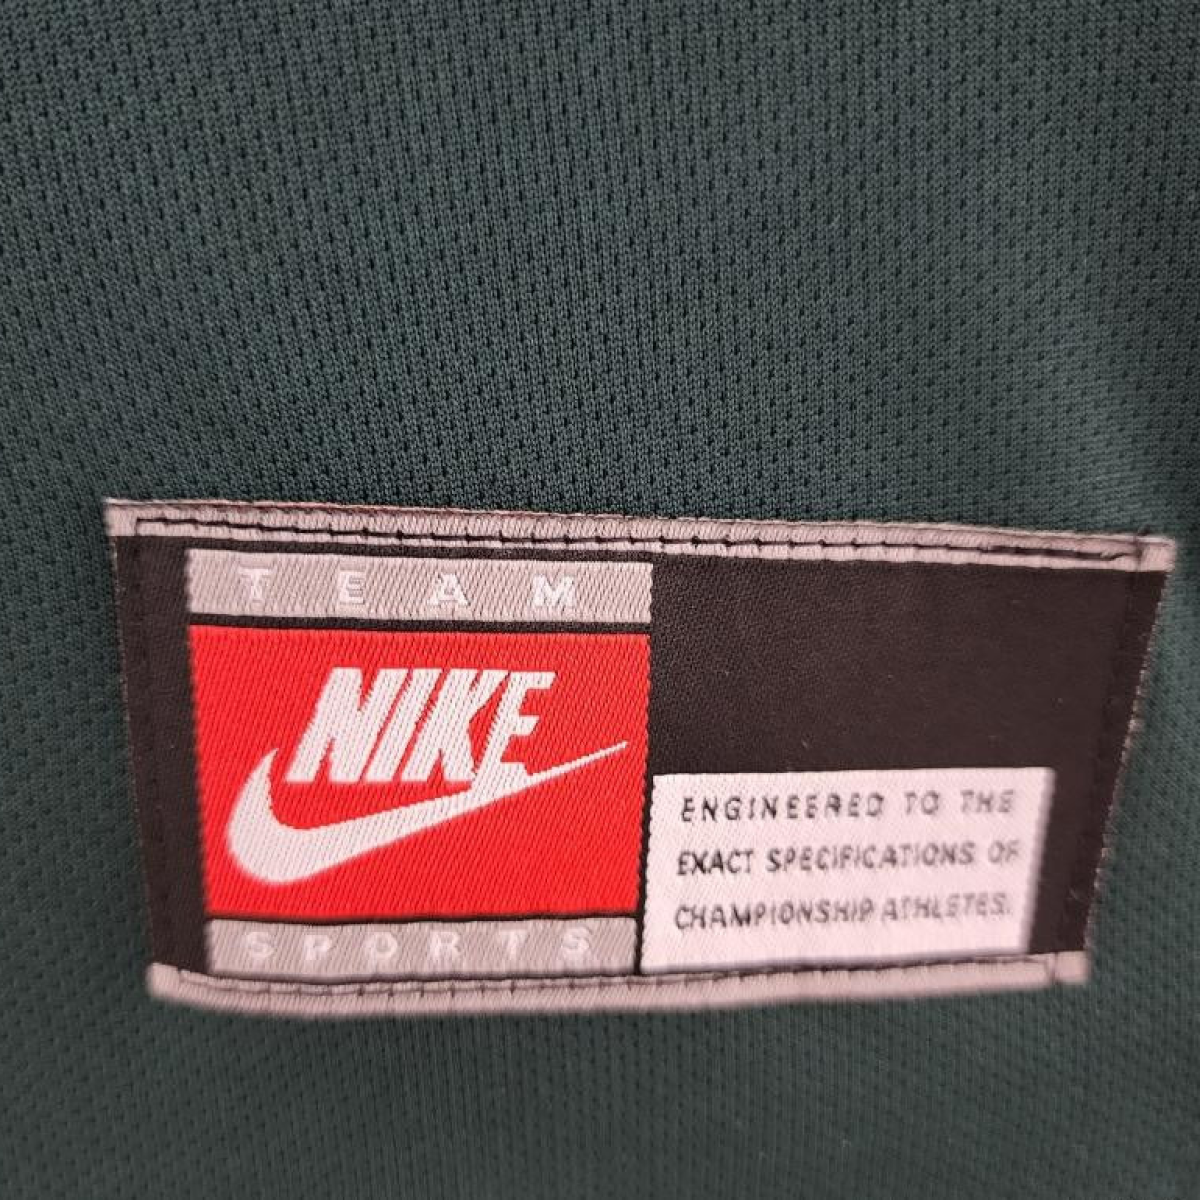 TEAM
NIKE
SPORTS
ENGINEERED TO THE
EXACT SPECIFICATIONS OF
CHAMPIONSHIP ATHLETES.